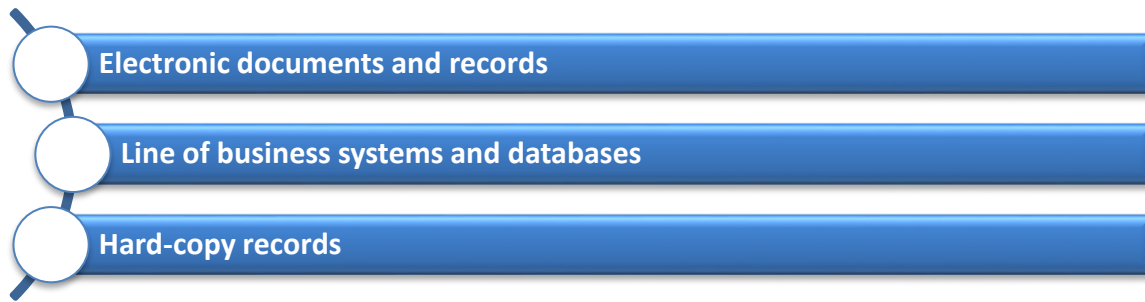 Electronic documents and records
Line of business systems and databases
Hard-copy records